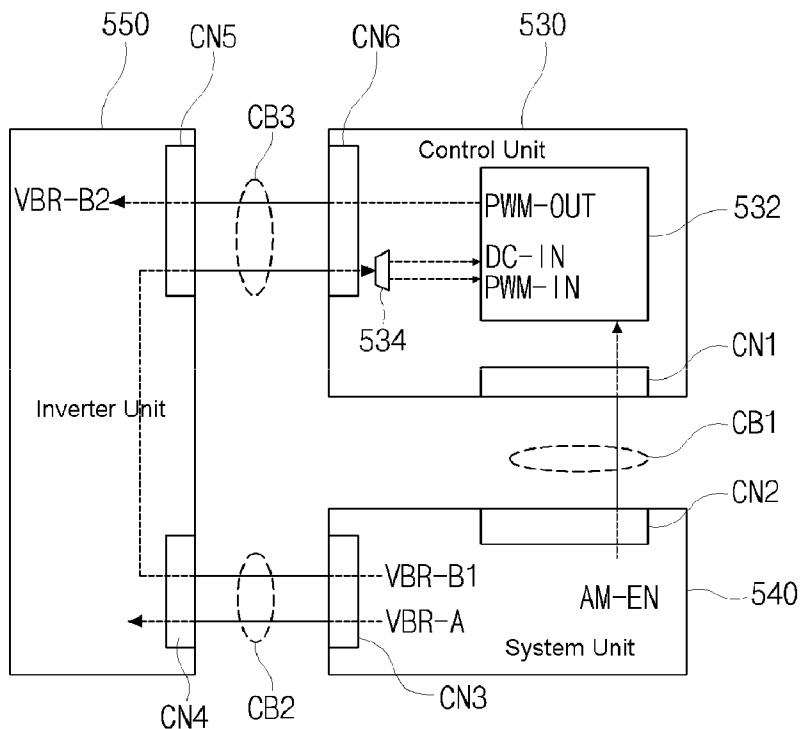 550
CN5
CN6
530
CB3
Control Unit
VBR-B2
PWM-OUT
532
DC-IN
PWM-IN
534
CN1
Inverter Unit
CB1
CN2
VBR-B1
AM-EN
540
VBR-A
System Unit
CN4
CB2
CN3